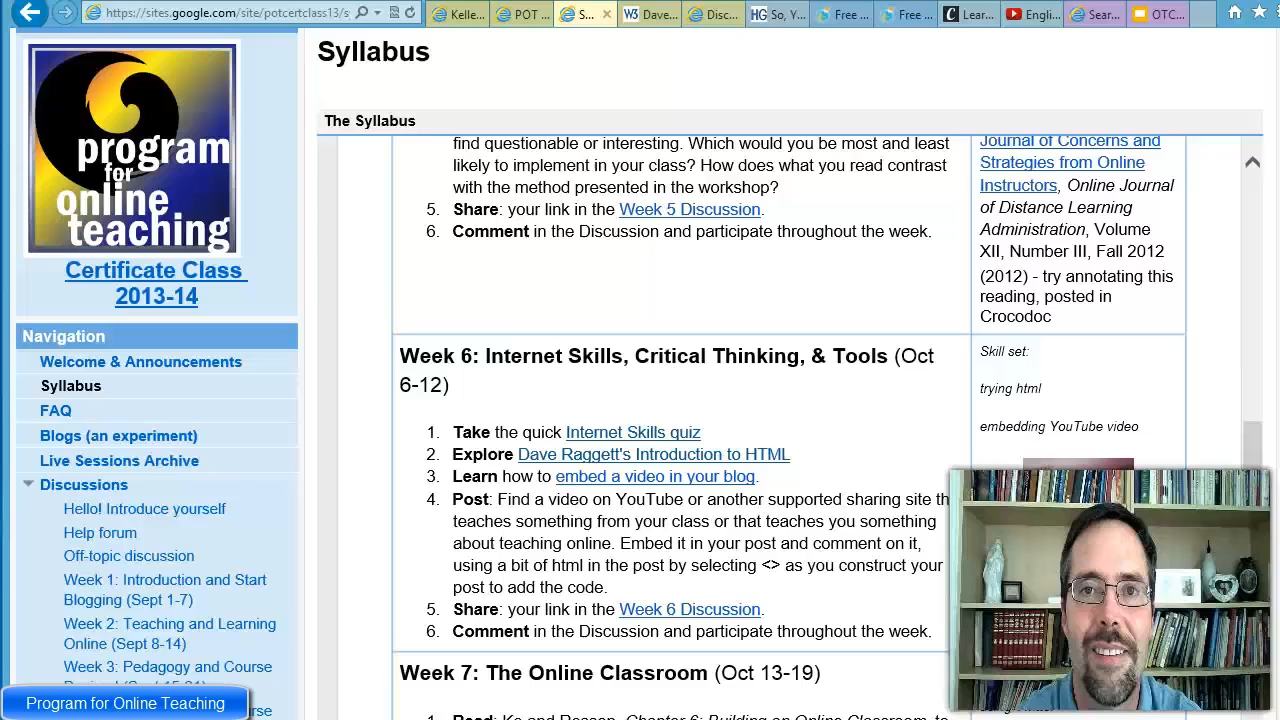 https://sites.google.com/site/potcertclass13/s
Kelle...
POT ...
S...
Dave...
Disc...
So, Y...
Free ...
Free ...
Lear...
Engli...
Sear...
OTC...
program
for
online
teaching
Certificate Class
2013-14
Navigation
Welcome & Announcements
Syllabus
FAQ
Blogs (an experiment)
Live Sessions Archive
Discussions
Hello! Introduce yourself
Help forum
Off-topic discussion
Week 1: Introduction and Start
Blogging (Sept 1-7)
Week 2: Teaching and Learning
Online (Sept 8-14)
Week 3: Pedagogy and Course
Program for Online Teaching
Syllabus
The Syllabus
find questionable or interesting. Which would you be most and least
likely to implement in your class? How does what you read contrast
with the method presented in the workshop?
5. Share: your link in the Week 5 Discussion.
6. Comment in the Discussion and participate throughout the week.
Journal of Concerns and
Strategies from Online
Instructors, Online Journal
of Distance Learning
Administration, Volume
XII, Number III, Fall 2012
(2012) - try annotating this
reading, posted in
Crocodoc
Week 6: Internet Skills, Critical Thinking, & Tools (Oct
6-12)
1. Take the quick Internet Skills quiz
2. Explore Dave Raggett's Introduction to HTML
3. Learn how to embed a video in your blog.
4. Post: Find a video on YouTube or another supported sharing site th
teaches something from your class or that teaches you something
about teaching online. Embed it in your post and comment on it,
using a bit of html in the post by selecting <> as you construct your
post to add the code.
5. Share: your link in the Week 6 Discussion.
6. Comment in the Discussion and participate throughout the week.
Skill set:
trying html
embedding YouTube video
Week 7: The Online Classroom (Oct 13-19)